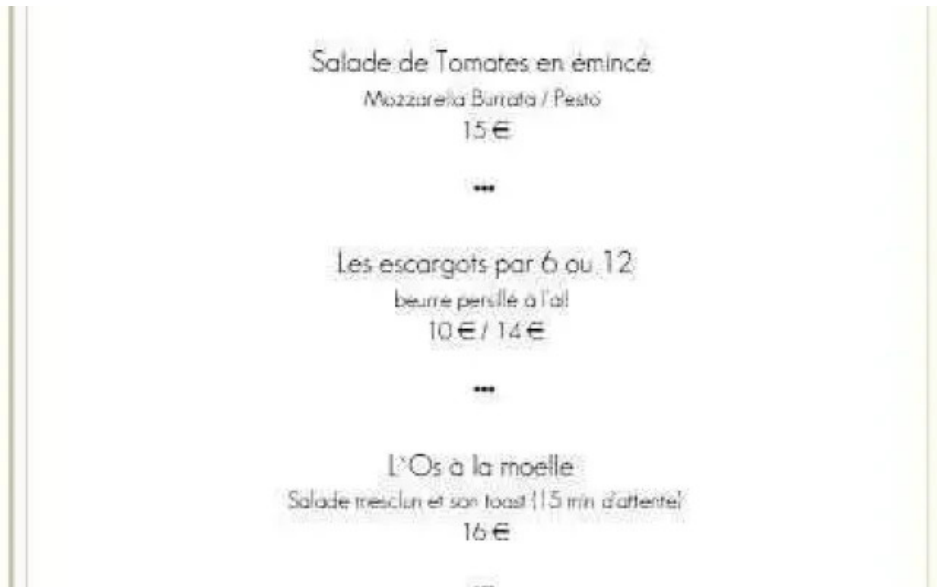 Salade de Tomates en émincé
Mozzarella Burrata / Pesto
15 €
•••
Les escargots par 6 ou 12
beurre persillé à l'ail
10 € / 14 €
•••
L'Os à la moelle
Salade mesclun et son toast (15 min d'attente)
16 €